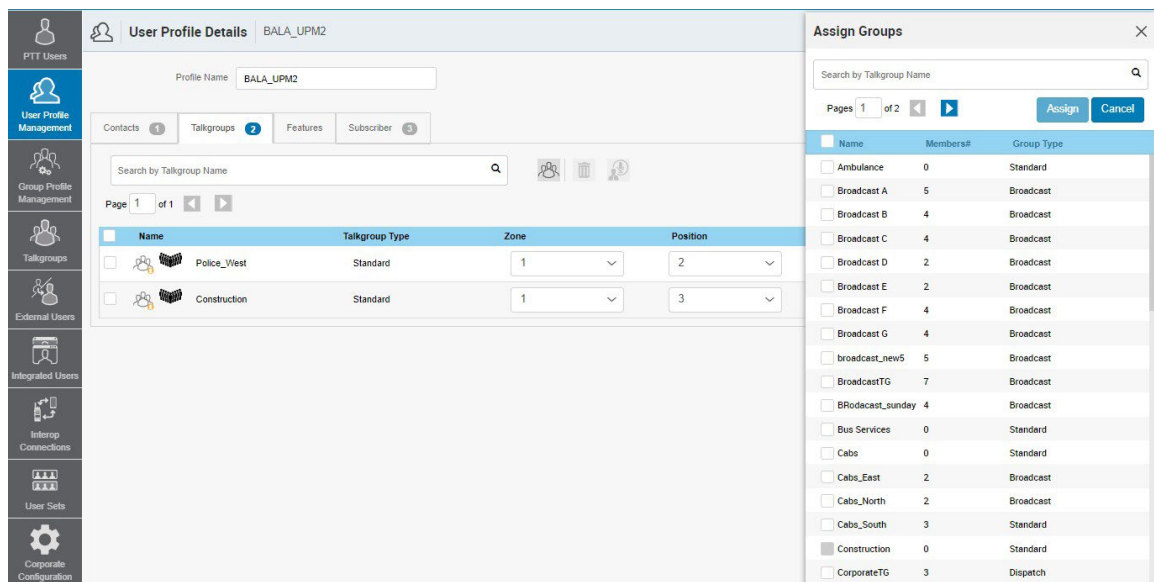 PTT Users
User Profile
Management
Group Profile
Management
Talkgroups
External Users
Integrated Users
Interop
Connections
User Sets
Corporate
Configuration
User Profile Details BALA_UPM2
Profile Name BALA_UPM2
Contacts 1 Talkgroups 2 Features Subscriber 3
Search by Talkgroup Name
Page 1 of 1
Name Talkgroup Type Zone Position
Police_West Standard 1 2
Construction Standard 1 3
Assign Groups
Search by Talkgroup Name
Pages 1 of 2 Assign Cancel
Name Members# Group Type
Ambulance 0 Standard
Broadcast A 5 Broadcast
Broadcast B 4 Broadcast
Broadcast C 4 Broadcast
Broadcast D 2 Broadcast
Broadcast E 2 Broadcast
Broadcast F 4 Broadcast
Broadcast G 4 Broadcast
broadcast_new5 5 Broadcast
BroadcastTG 7 Broadcast
BRodacast_sunday 4 Broadcast
Bus Services 0 Standard
Cabs 0 Standard
Cabs_East 2 Broadcast
Cabs_North 2 Broadcast
Cabs_South 3 Standard
Construction 0 Standard
CorporateTG 3 Dispatch